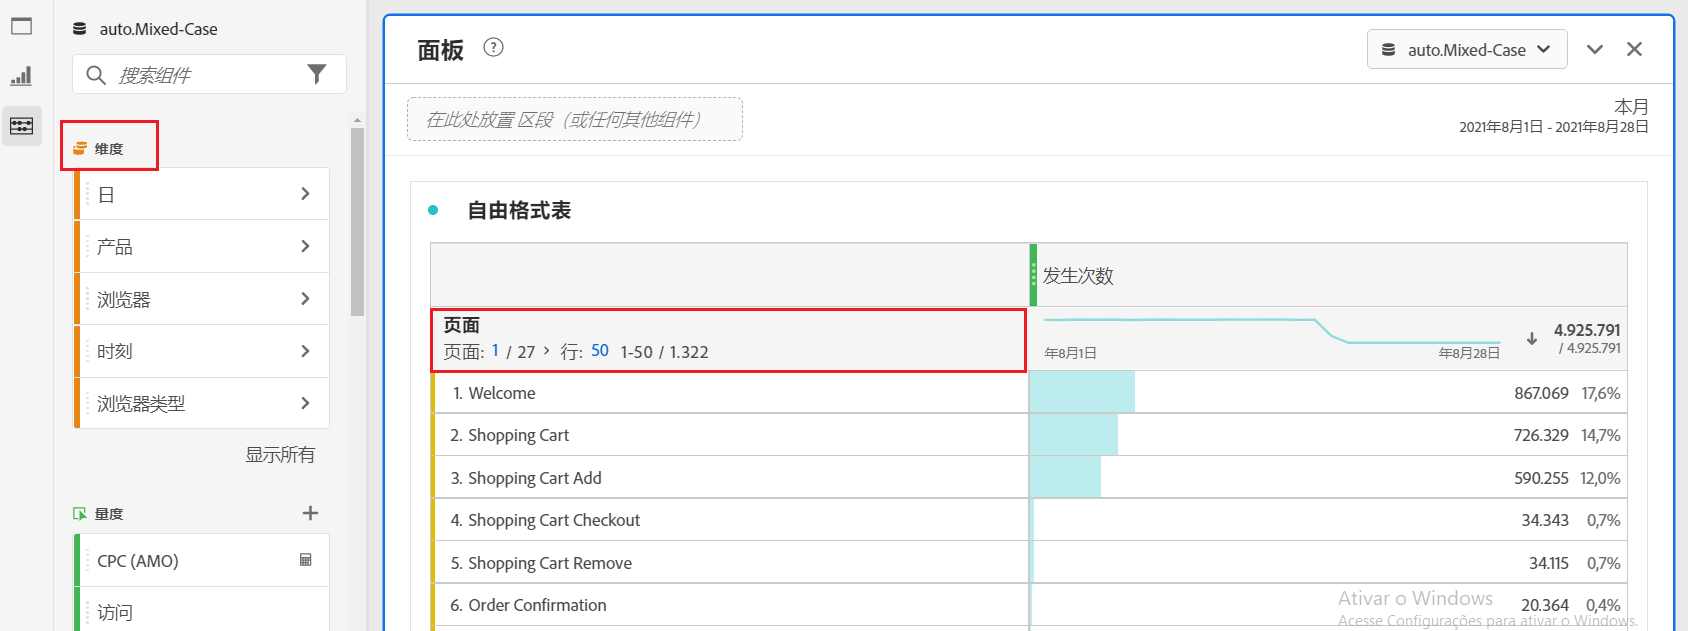 auto.Mixed-Case
搜索组件
维度
日
产品
浏览器
时刻
浏览器类型
显示所有
量度
CPC (AMO)
访问
面板 ?
auto.Mixed-Case
在此处放置 区段（或任何其他组件）
本月
2021年8月1日 - 2021年8月28日
自由格式表
发生次数
页面
页面: 1 / 27 > 行: 50 1-50 / 1.322
年8月1日
年8月28日
4.925.791
/ 4.925.791
1. Welcome 867.069 17,6%
2. Shopping Cart 726.329 14,7%
3. Shopping Cart Add 590.255 12,0%
4. Shopping Cart Checkout 34.343 0,7%
5. Shopping Cart Remove 34.115 0,7%
6. Order Confirmation 20.364 0,4%
Ativar o Windows
Acesse Configurações para ativar o Windows.